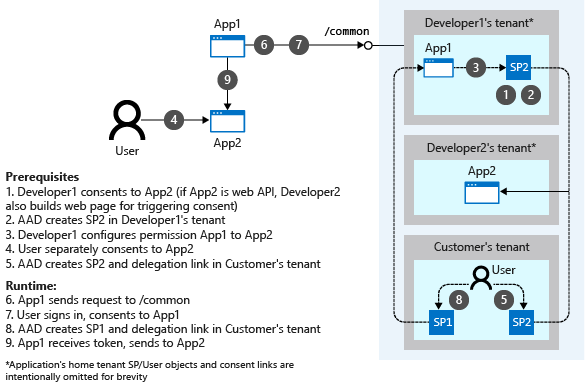 App1
6
7
/common
9
4
User
App2
Developer1's tenant*
App1
3
SP2
1
2
Developer2's tenant*
App2
Customer's tenant
User
8
5
SP1
SP2
Prerequisites
1. Developer1 consents to App2 (if App2 is web API, Developer2
also builds web page for triggering consent)
2. AAD creates SP2 in Developer1's tenant
3. Developer1 configures permission App1 to App2
4. User separately consents to App2
5. AAD creates SP2 and delegation link in Customer's tenant
Runtime:
6. App1 sends request to /common
7. User signs in, consents to App1
8. AAD creates SP1 and delegation link in Customer's tenant
9. App1 receives token, sends to App2
*Application's home tenant SP/User objects and consent links are
intentionally omitted for brevity